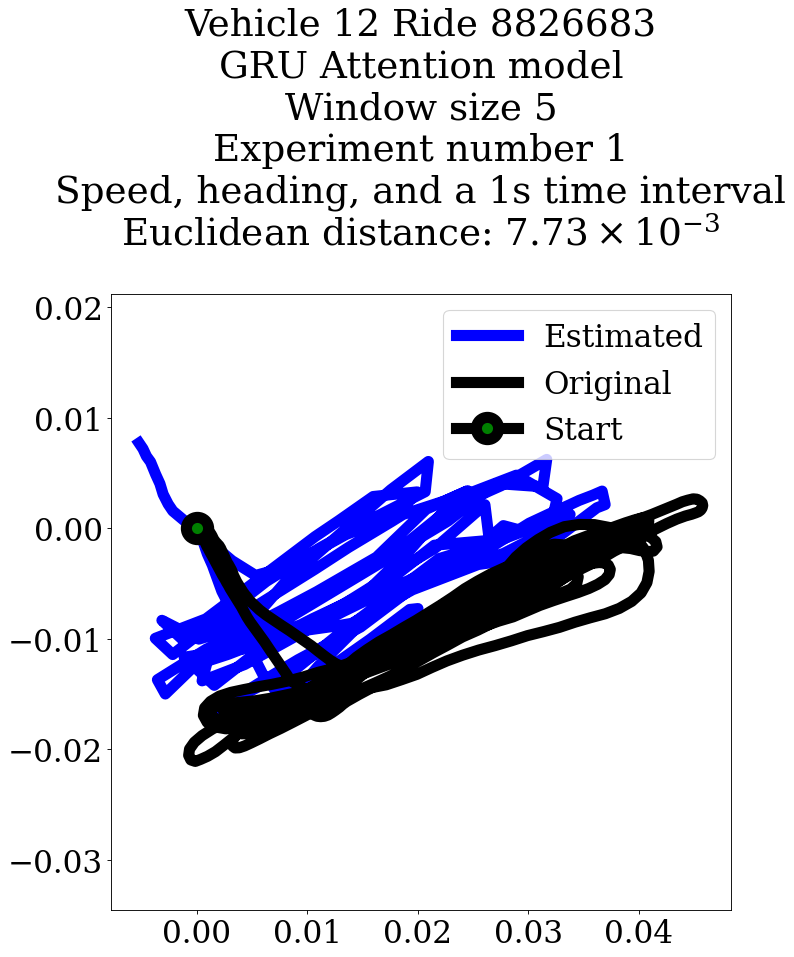 Vehicle 12 Ride 8826683
GRU Attention model
Window size 5
Experiment number 1
Speed, heading, and a 1s time interval
Euclidean distance: 7.73 × 10⁻³
0.02
0.01
0.00
−0.01
−0.02
−0.03
Estimated
Original
Start
0.00 0.01 0.02 0.03 0.04